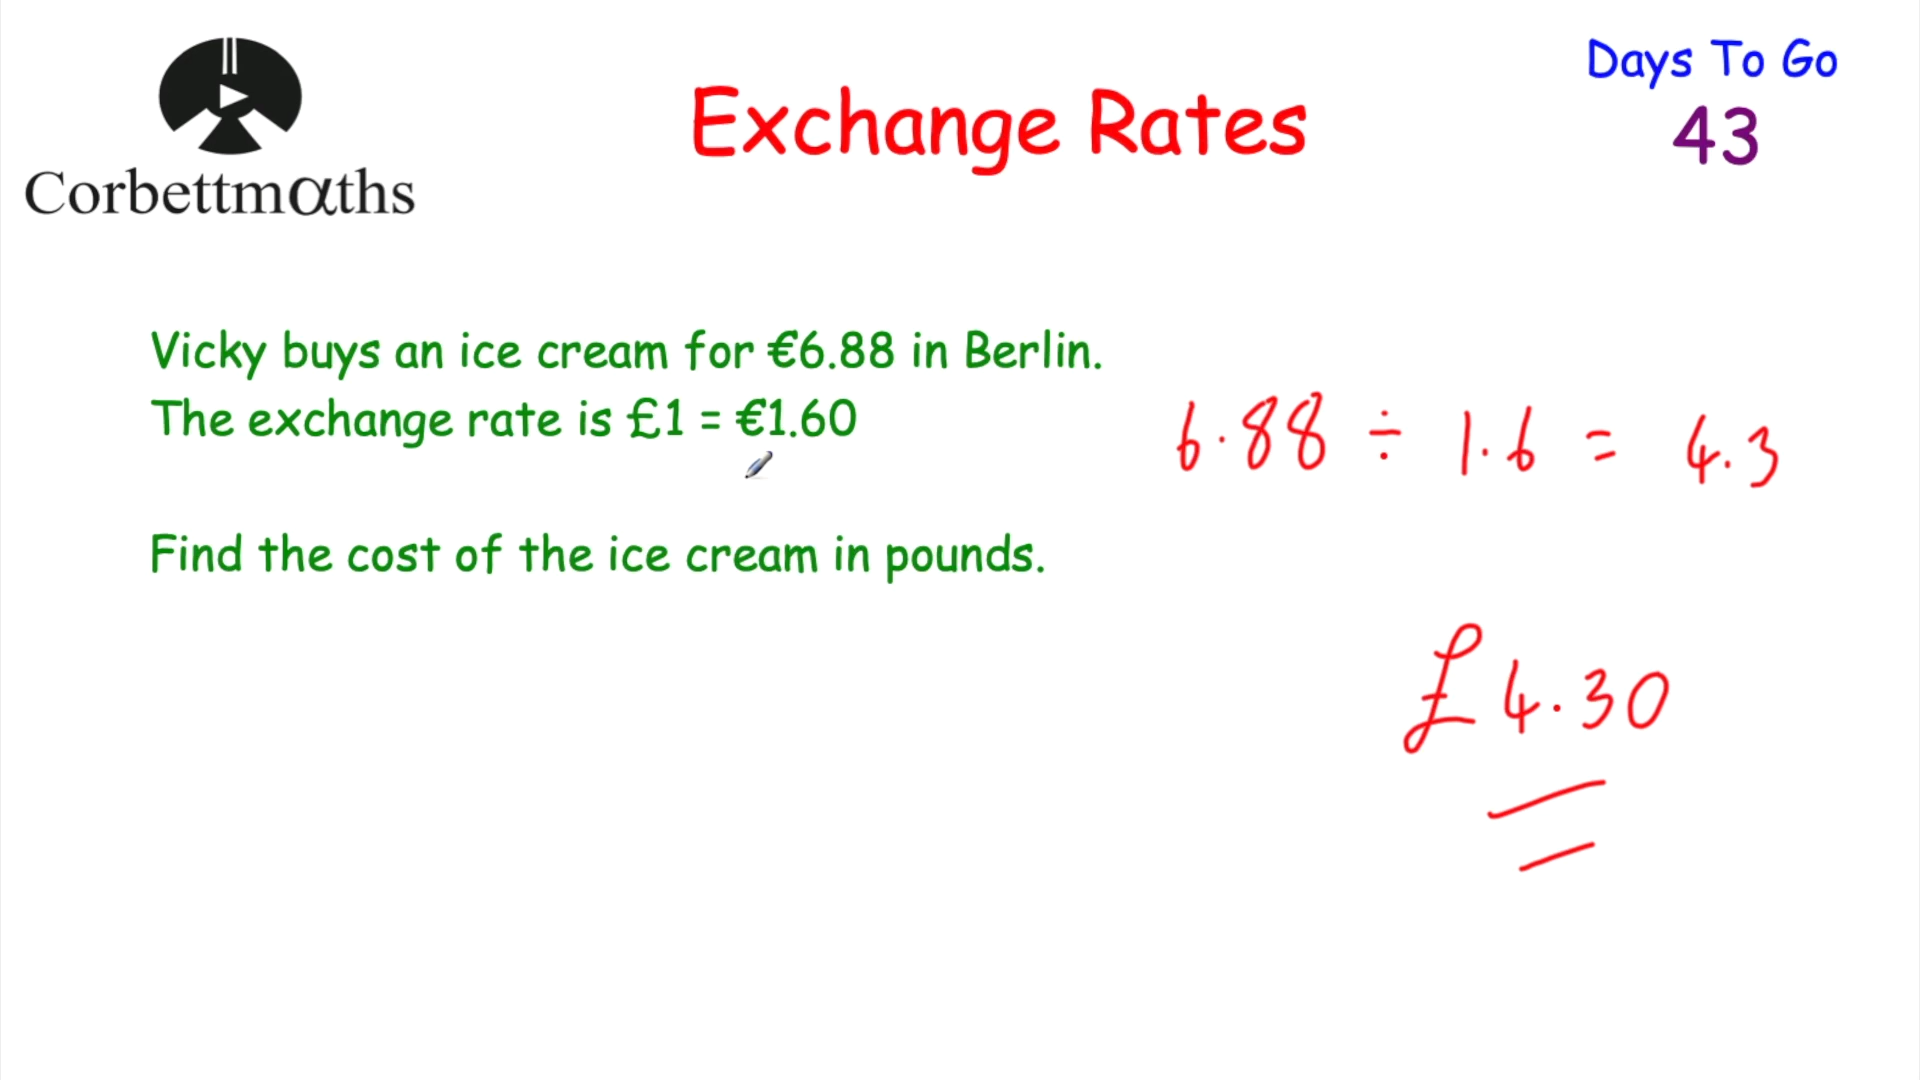 Corbettmαths
Exchange Rates
Days To Go
43
Vicky buys an ice cream for €6.88 in Berlin.
The exchange rate is £1 = €1.60
Find the cost of the ice cream in pounds.
6.88 ÷ 1.6 = 4.3
£4.30